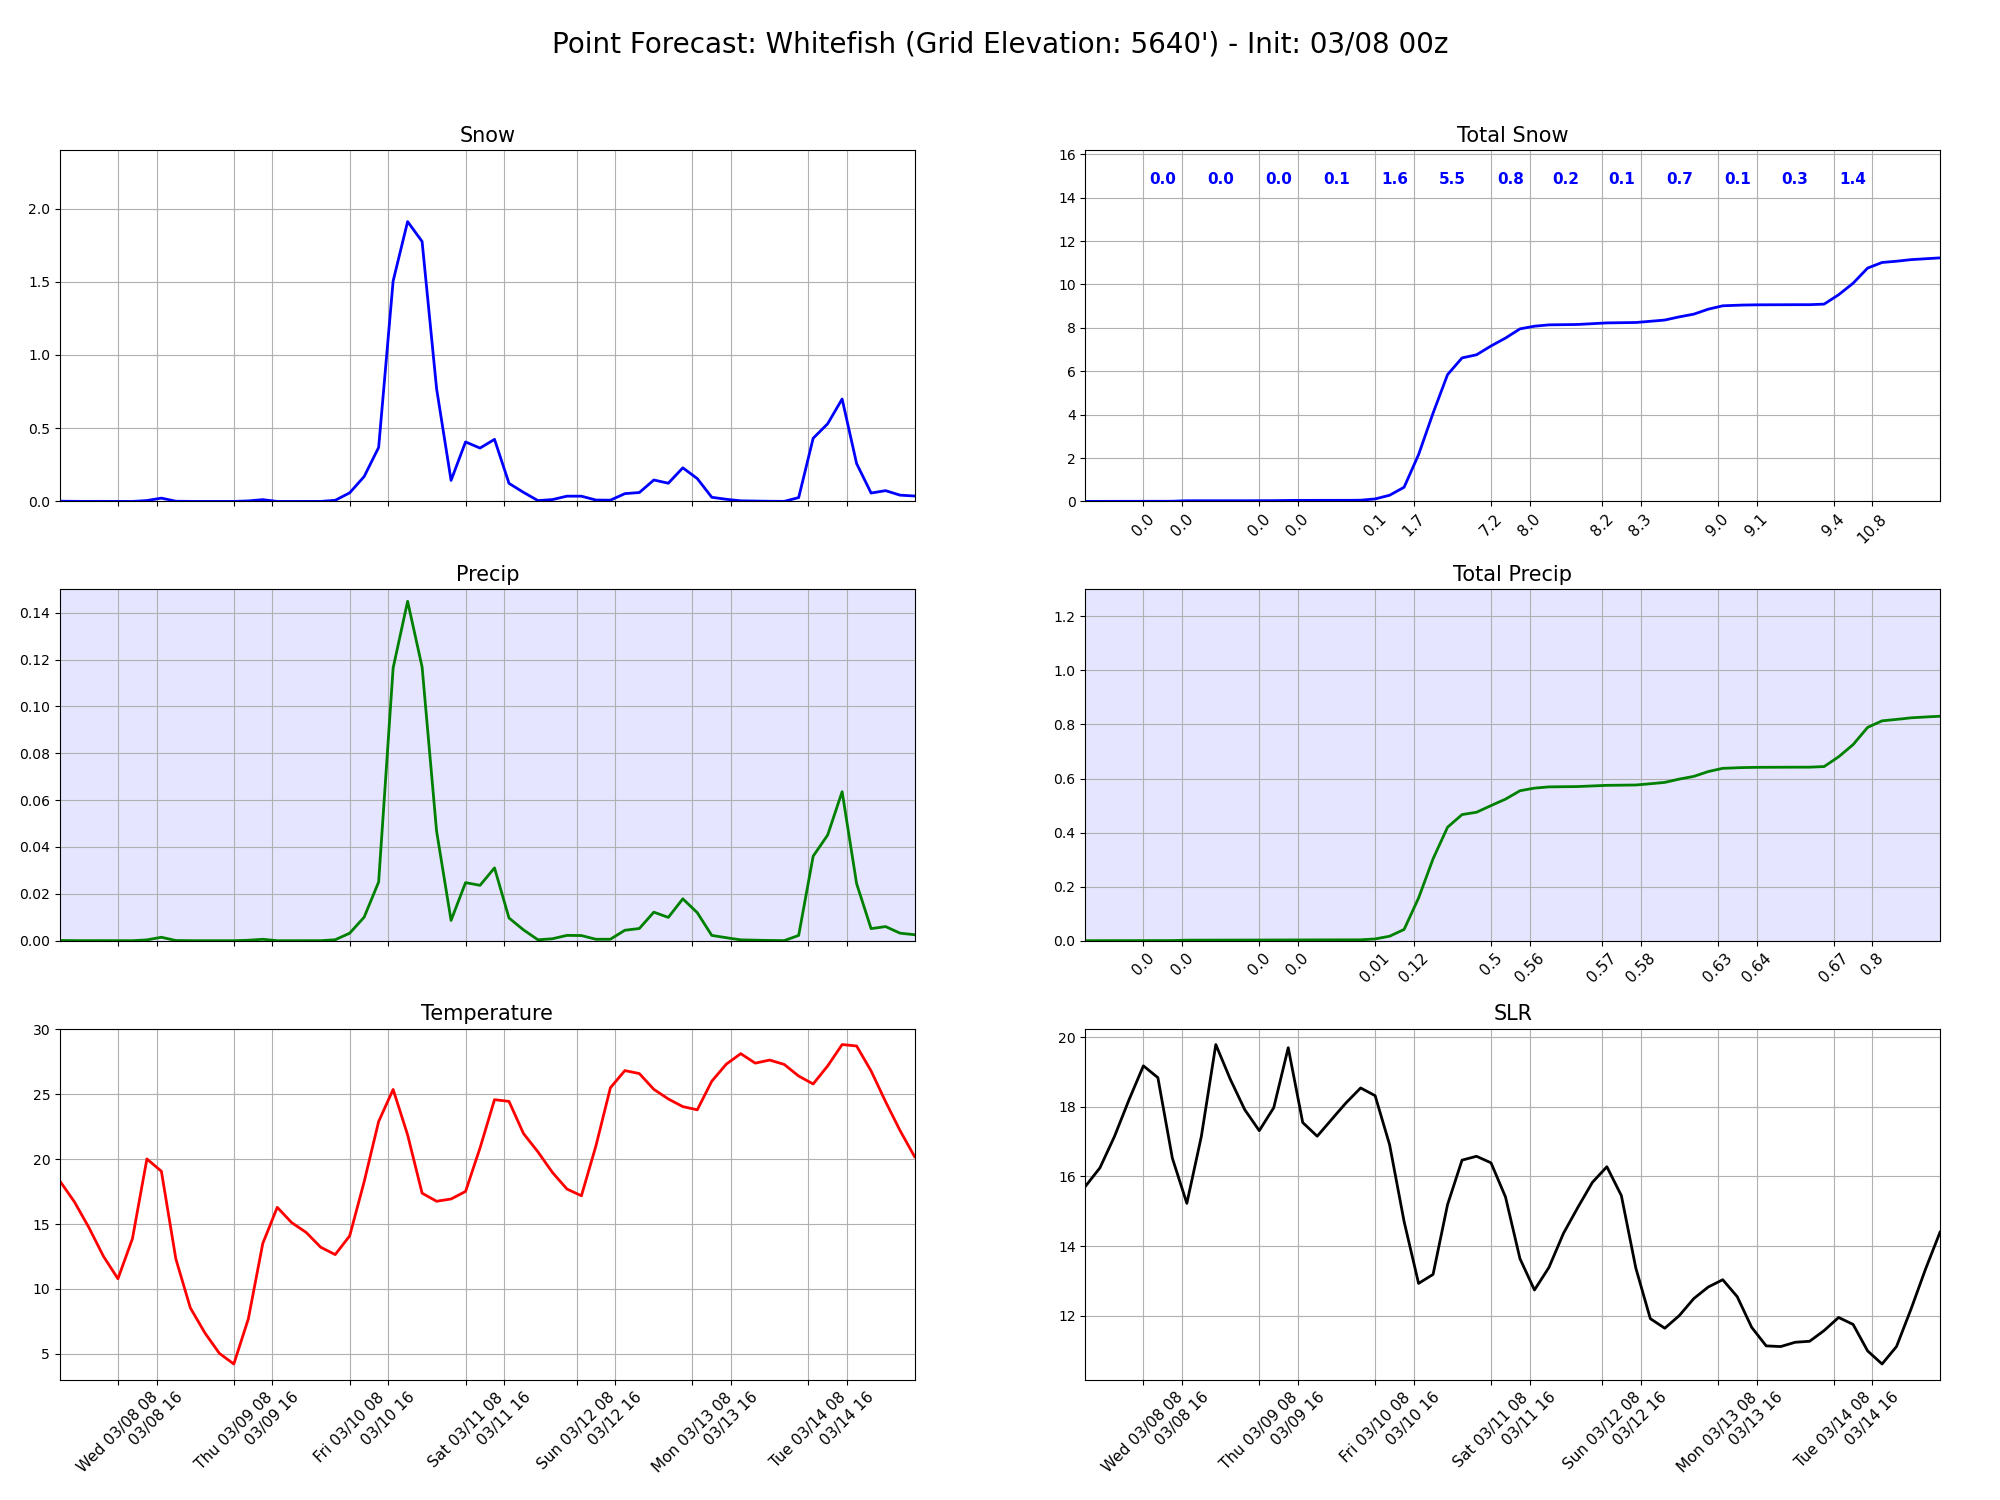 Point Forecast: Whitefish (Grid Elevation: 5640') - Init: 03/08 00z
Snow
2.0
1.5
1.0
0.5
0.0
Total Snow
0.0 0.0 0.0 0.1 1.6 5.5 0.8 0.2 0.1 0.7 0.1 0.3 1.4
16
14
12
10
8
6
4
2
0
0.0 0.0 0.0 0.0 0.1 1.7 7.2 8.0 8.2 8.3 9.0 9.1 9.4 10.8
Precip
0.14
0.12
0.10
0.08
0.06
0.04
0.02
0.00
Total Precip
1.2
1.0
0.8
0.6
0.4
0.2
0.0
0.0 0.0 0.0 0.0 0.01 0.12 0.5 0.56 0.57 0.58 0.63 0.64 0.67 0.8
Temperature
30
25
20
15
10
5
Wed 03/08 08
03/08 16
Thu 03/09 08
03/09 16
Fri 03/10 08
03/10 16
Sat 03/11 08
03/11 16
Sun 03/12 08
03/12 16
Mon 03/13 08
03/13 16
Tue 03/14 08
03/14 16
SLR
20
18
16
14
12
Wed 03/08 08
03/08 16
Thu 03/09 08
03/09 16
Fri 03/10 08
03/10 16
Sat 03/11 08
03/11 16
Sun 03/12 08
03/12 16
Mon 03/13 08
03/13 16
Tue 03/14 08
03/14 16